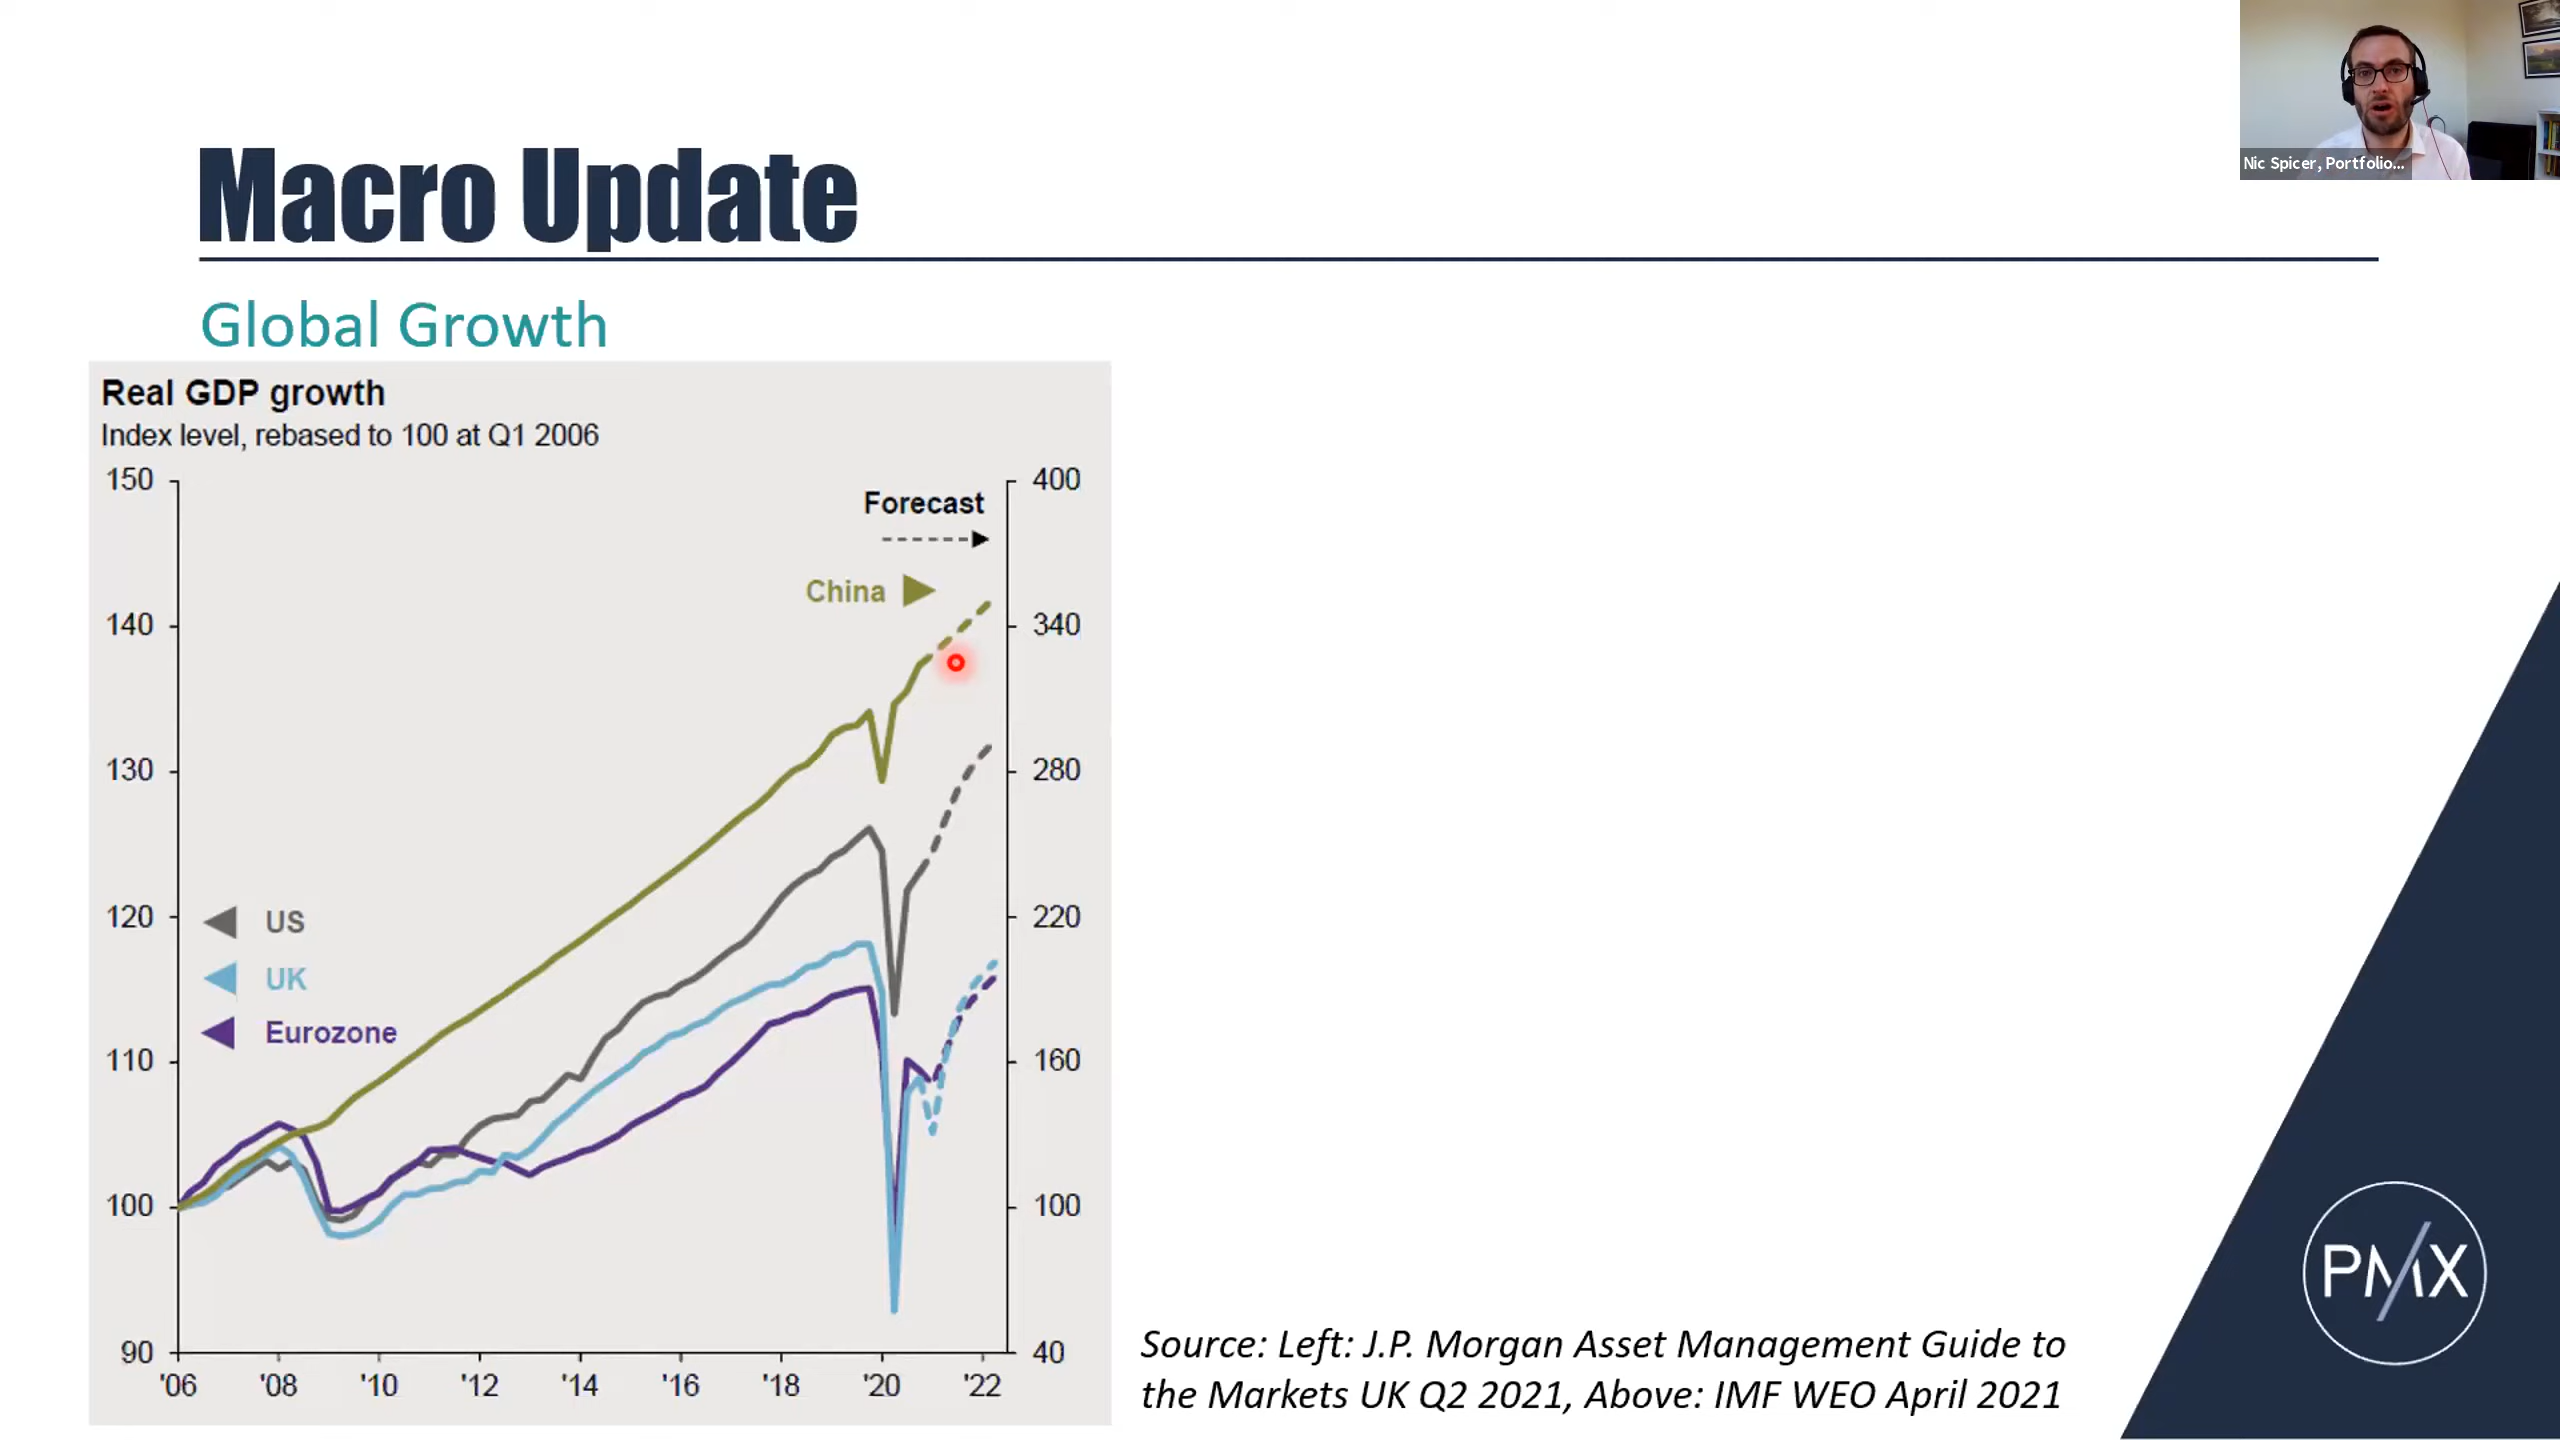 Nic Spicer, Portfolio...
Macro Update
Global Growth
Real GDP growth
Index level, rebased to 100 at Q1 2006
150
400
Forecast
China
140
340
130
280
120
220
US
UK
Eurozone
110
160
100
100
90
40
'06 '08 '10 '12 '14 '16 '18 '20 '22
Source: Left: J.P. Morgan Asset Management Guide to
the Markets UK Q2 2021, Above: IMF WEO April 2021
PMX